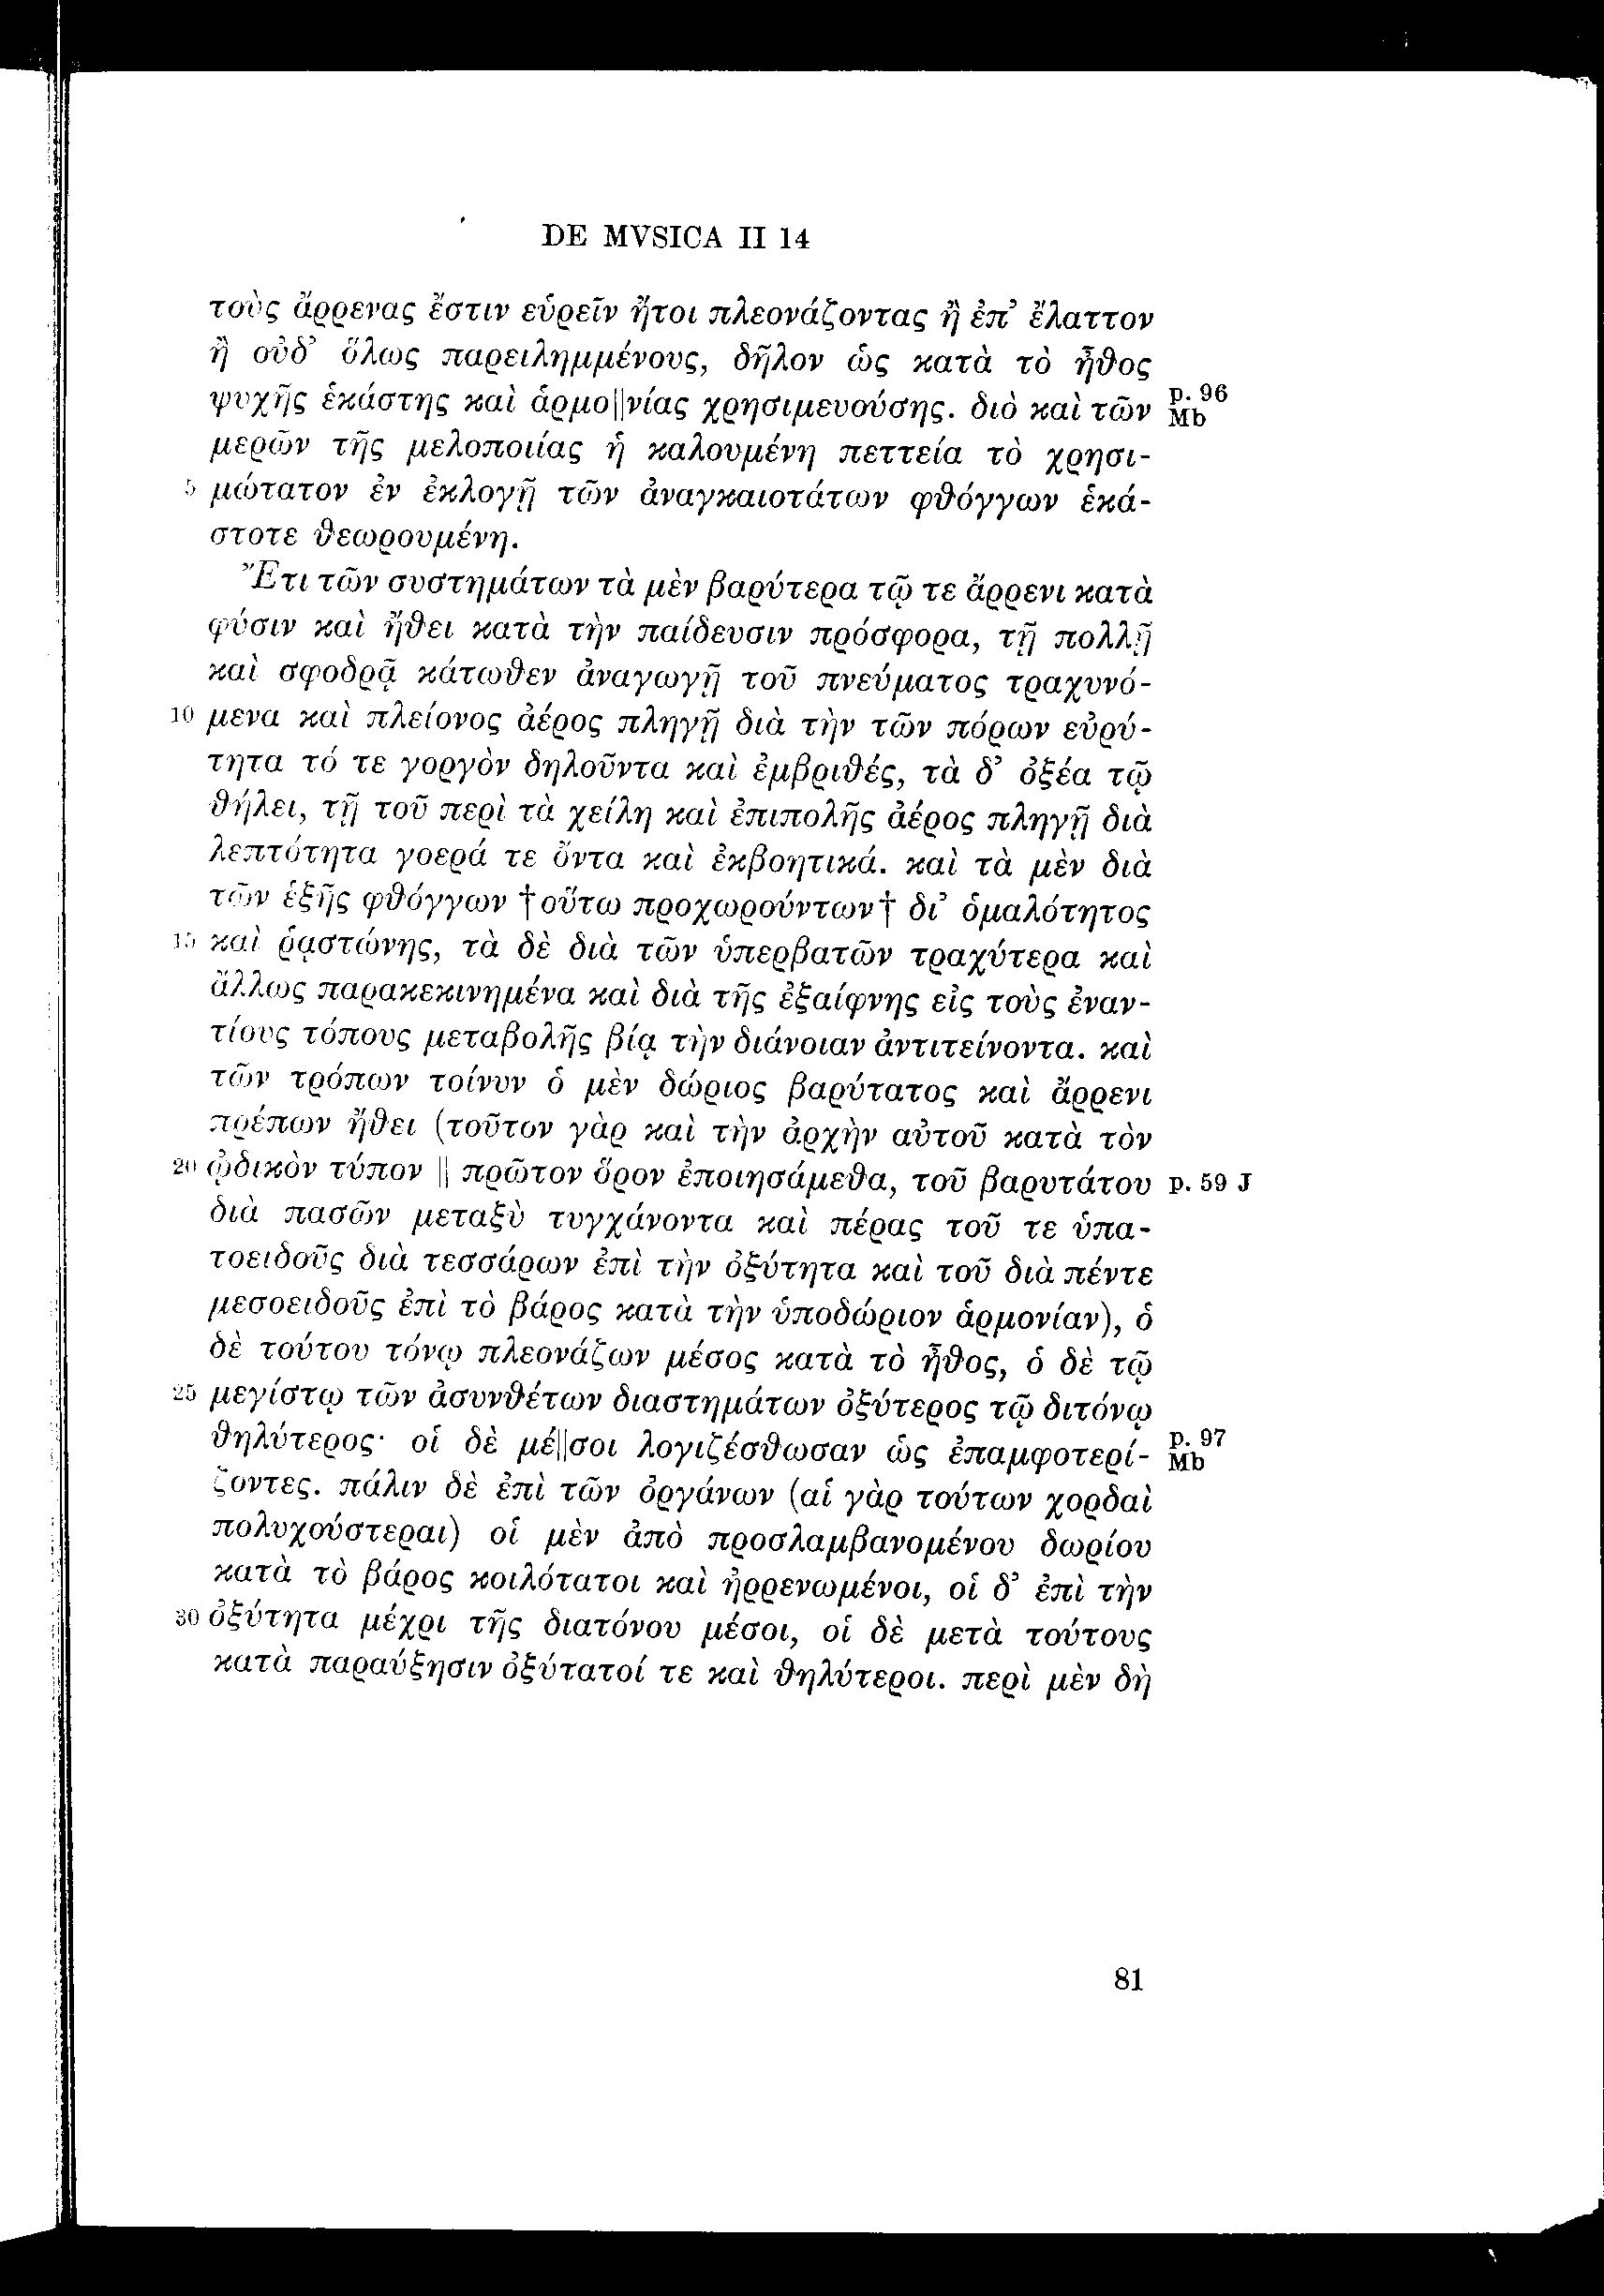 DE MVSICA II 14
τοὺς ἄρρενας ἔστιν εὑρεῖν ἤτοι πλεονάζοντας ἢ ἐπ’ ἔλαττον
ἢ οὐδ’ ὅλως παρειλημμένους, δῆλον ὡς κατὰ τὸ ἦθος
ψυχῆς ἑκάστης καὶ ἁρμο||νίας χρησιμευούσης. διὸ καὶ τῶν p. 96 Mb
μερῶν τῆς μελοποιίας ἡ καλουμένη πεττεία τὸ χρησι-
5 μώτατον ἐν ἐκλογῇ τῶν ἀναγκαιοτάτων φθόγγων ἑκά-
στοτε θεωρουμένη.
Ἔτι τῶν συστημάτων τὰ μὲν βαρύτερα τῷ τε ἄρρενι κατὰ
φύσιν καὶ ἤθει κατὰ τὴν παίδευσιν πρόσφορα, τῇ πολλῇ
καὶ σφοδρᾷ κάτωθεν ἀναγωγῇ τοῦ πνεύματος τραχυνό-
10 μενα καὶ πλείονος ἀέρος πληγῇ διὰ τὴν τῶν πόρων εὐρύ-
τητα τό τε γοργὸν δηλοῦντα καὶ ἐμβριθές, τὰ δ’ ὀξέα τῷ
θήλει, τῇ τοῦ περὶ τὰ χείλη καὶ ἐπιπολῆς ἀέρος πληγῇ διὰ
λεπτότητα γοερά τε ὄντα καὶ ἐκβοητικά. καὶ τὰ μὲν διὰ
τῶν ἑξῆς φθόγγων †οὕτω προχωρούντων† δι’ ὁμαλότητος
15 καὶ ῥᾳστώνης, τὰ δὲ διὰ τῶν ὑπερβατῶν τραχύτερα καὶ
ἄλλως παρακεκινημένα καὶ διὰ τῆς ἐξαίφνης εἰς τοὺς ἐναν-
τίους τόπους μεταβολῆς βίᾳ τὴν διάνοιαν ἀντιτείνοντα. καὶ
τῶν τρόπων τοίνυν ὁ μὲν δώριος βαρύτατος καὶ ἄρρενι
πρέπων ἤθει (τοῦτον γὰρ καὶ τὴν ἀρχὴν αὐτοῦ κατὰ τὸν
20 ᾠδικὸν τύπον || πρῶτον ὅρον ἐποιησάμεθα, τοῦ βαρυτάτου p. 59 J
διὰ πασῶν μεταξὺ τυγχάνοντα καὶ πέρας τοῦ τε ὑπα-
τοειδοῦς διὰ τεσσάρων ἐπὶ τὴν ὀξύτητα καὶ τοῦ διὰ πέντε
μεσοειδοῦς ἐπὶ τὸ βάρος κατὰ τὴν ὑποδώριον ἁρμονίαν), ὁ
δὲ τούτου τόνῳ πλεονάζων μέσος κατὰ τὸ ἦθος, ὁ δὲ τῷ
25 μεγίστῳ τῶν ἀσυνθέτων διαστημάτων ὀξύτερος τῷ διτόνῳ
θηλύτερος· οἱ δὲ μέ||σοι λογιζέσθωσαν ὡς ἐπαμφοτερί- p. 97 Mb
ζοντες. πάλιν δὲ ἐπὶ τῶν ὀργάνων (αἱ γὰρ τούτων χορδαὶ
πολυχούστεραι) οἱ μὲν ἀπὸ προσλαμβανομένου δωρίου
κατὰ τὸ βάρος κοιλότατοι καὶ ἠρρενωμένοι, οἱ δ’ ἐπὶ τὴν
30 ὀξύτητα μέχρι τῆς διατόνου μέσοι, οἱ δὲ μετὰ τούτους
κατὰ παραύξησιν ὀξύτατοί τε καὶ θηλύτεροι. περὶ μὲν δὴ
81